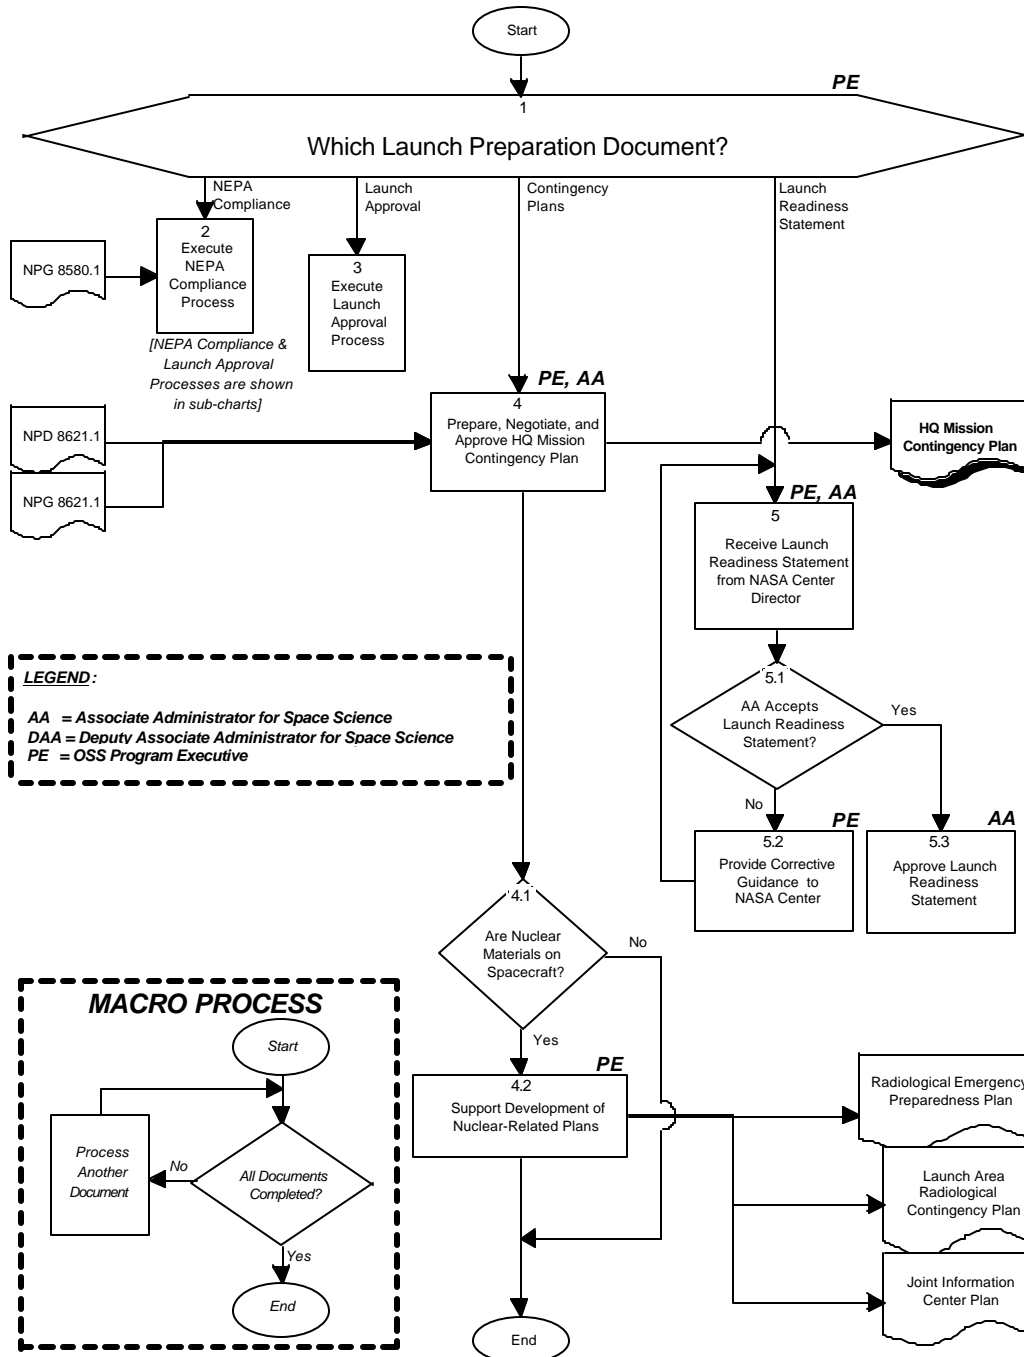 Start
PE
1
Which Launch Preparation Document?
NEPA
Compliance
Launch
Approval
Contingency
Plans
Launch
Readiness
Statement
NPG 8580.1
2
Execute
NEPA
Compliance
Process
3
Execute
Launch
Approval
Process
[NEPA Compliance &
Launch Approval
Processes are shown
in sub-charts]
PE, AA
NPD 8621.1
NPG 8621.1
4
Prepare, Negotiate, and
Approve HQ Mission
Contingency Plan
HQ Mission
Contingency Plan
PE, AA
5
Receive Launch
Readiness Statement
from NASA Center
Director
LEGEND:
AA = Associate Administrator for Space Science
DAA = Deputy Associate Administrator for Space Science
PE = OSS Program Executive
5.1
AA Accepts
Launch Readiness
Statement?
Yes
No
PE
5.2
Provide Corrective
Guidance to
NASA Center
AA
5.3
Approve Launch
Readiness
Statement
4.1
Are Nuclear
Materials on
Spacecraft?
No
Yes
PE
4.2
Support Development of
Nuclear-Related Plans
Radiological Emergency
Preparedness Plan
Launch Area
Radiological
Contingency Plan
Joint Information
Center Plan
End
MACRO PROCESS
Start
Process
Another
Document
No
All Documents
Completed?
Yes
End